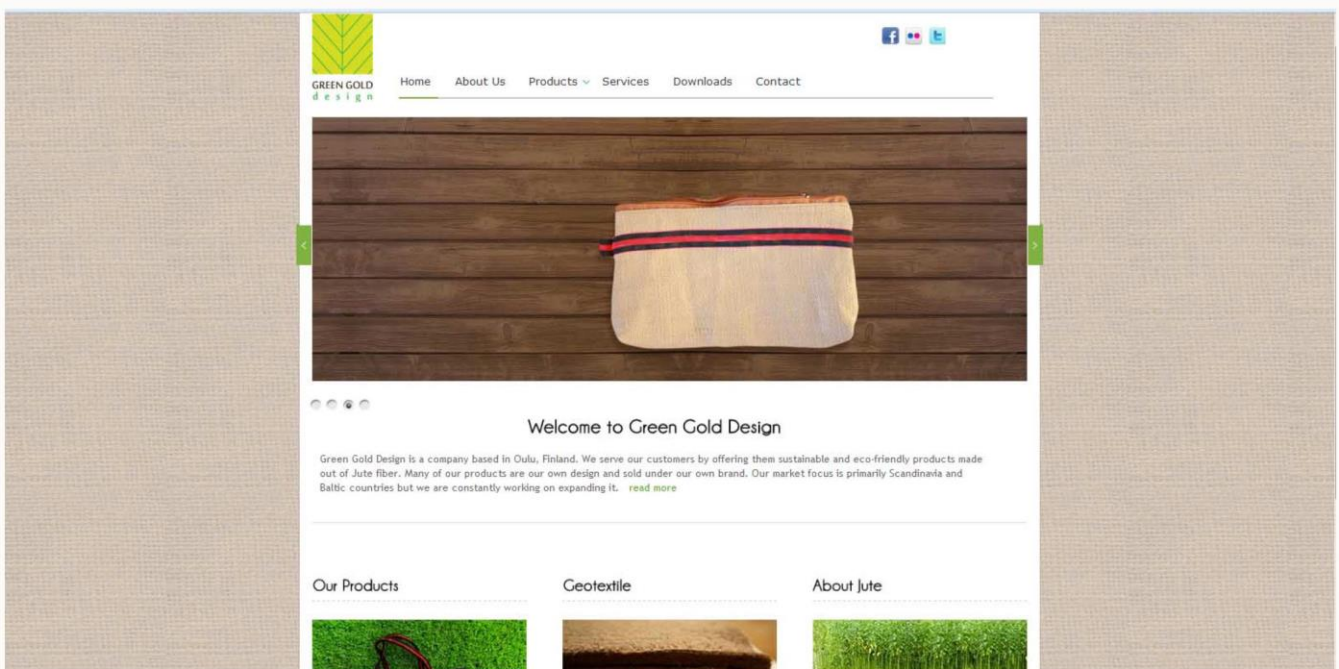 GREEN GOLD
design
Home About Us Products Services Downloads Contact
Welcome to Green Gold Design
Green Gold Design is a company based in Oulu, Finland. We serve our customers by offering them sustainable and eco-friendly products made
out of Jute fiber. Many of our products are our own design and sold under our own brand. Our market focus is primarily Scandinavia and
Baltic countries but we are constantly working on expanding it. read more
Our Products Geotextile About Jute